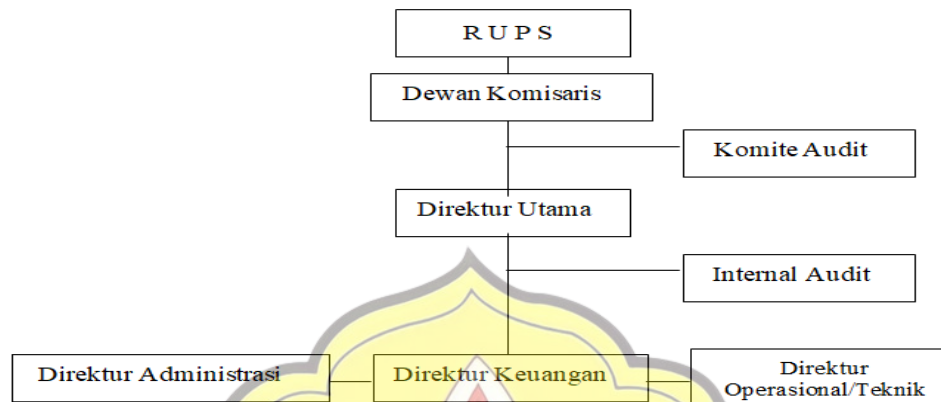 R U P S
Dewan Komisaris
Komite Audit
Direktur Utama
Internal Audit
Direktur Administrasi
Direktur Keuangan
Direktur
Operasional/Teknik